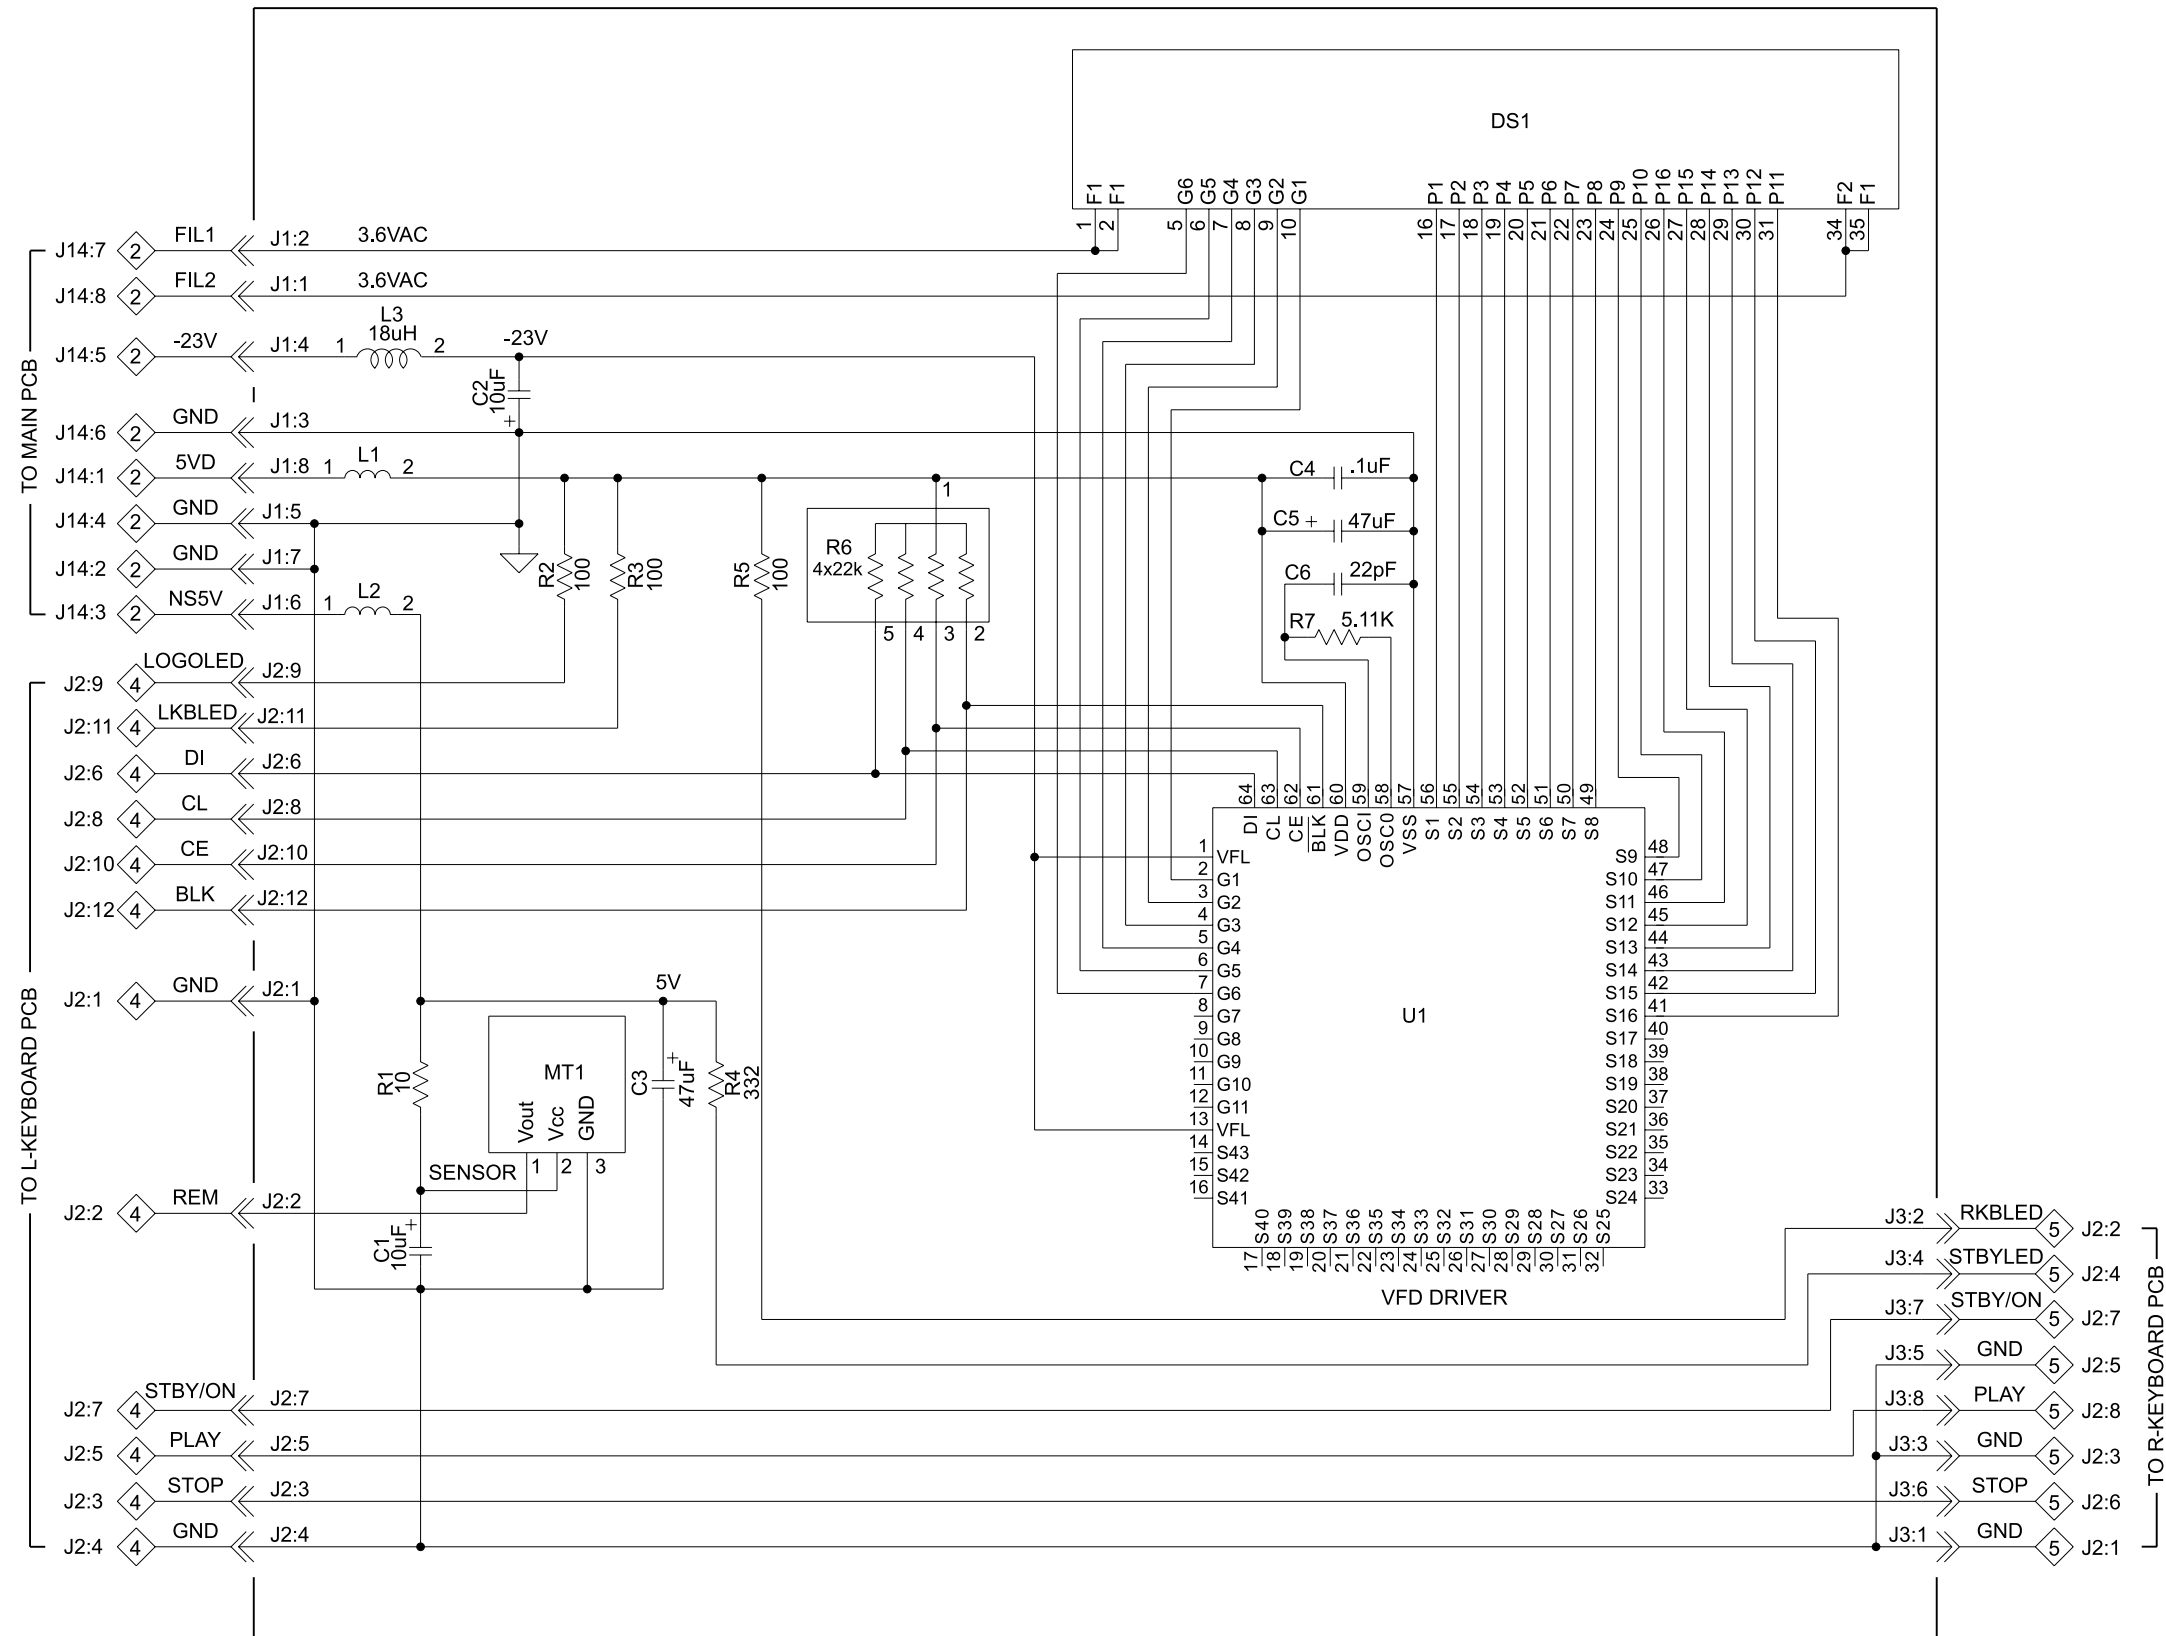 DS1
F1
F1
G6
G5
G4
G3
G2
G1
P1
P2
P3
P4
P5
P6
P7
P8
P9
P10
P16
P15
P14
P13
P12
P11
F2
F1
1
2
5
6
7
8
9
10
16
17
18
19
20
21
22
23
24
25
26
27
28
29
30
31
34
35
TO MAIN PCB
J14:7 2 FIL1 J1:2 3.6VAC
J14:8 2 FIL2 J1:1 3.6VAC
J14:5 2 -23V J1:4 1 L3 18uH 2 -23V
C2 10uF +
J14:6 2 GND J1:3
J14:1 2 5VD J1:8 1 L1 2
J14:4 2 GND J1:5
J14:2 2 GND J1:7
J14:3 2 NS5V J1:6 1 L2 2
R2 100
R3 100
R5 100
1
R6
4x22k
5 4 3 2
C4 .1uF
C5 + 47uF
C6 22pF
R7 5.11K
TO L-KEYBOARD PCB
J2:9 4 LOGOLED J2:9
J2:11 4 LKBLED J2:11
J2:6 4 DI J2:6
J2:8 4 CL J2:8
J2:10 4 CE J2:10
J2:12 4 BLK J2:12
J2:1 4 GND J2:1
J2:2 4 REM J2:2
J2:7 4 STBY/ON J2:7
J2:5 4 PLAY J2:5
J2:3 4 STOP J2:3
J2:4 4 GND J2:4
5V
R1 10
MT1
Vout
Vcc
GND
1 2 3
SENSOR
C1 10uF +
C3 47uF +
R4 332
U1
VFD DRIVER
64 DI
63 CL
62 CE
61 BLK
60 VDD
59 OSCI
58 OSC0
57 VSS
56 S1
55 S2
54 S3
53 S4
52 S5
51 S6
50 S7
49 S8
1 VFL
2 G1
3 G2
4 G3
5 G4
6 G5
7 G6
8 G7
9 G8
10 G9
11 G10
12 G11
13 VFL
14 S43
15 S42
16 S41
S9 48
S10 47
S11 46
S12 45
S13 44
S14 43
S15 42
S16 41
S17 40
S18 39
S19 38
S20 37
S21 36
S22 35
S23 34
S24 33
S40 17
S39 18
S38 19
S37 20
S36 21
S35 22
S34 23
S33 24
S32 25
S31 26
S30 27
S29 28
S28 29
S27 30
S26 31
S25 32
J3:2 RKBLED 5 J2:2
J3:4 STBYLED 5 J2:4
J3:7 STBY/ON 5 J2:7
J3:5 GND 5 J2:5
J3:8 PLAY 5 J2:8
J3:3 GND 5 J2:3
J3:6 STOP 5 J2:6
J3:1 GND 5 J2:1
TO R-KEYBOARD PCB